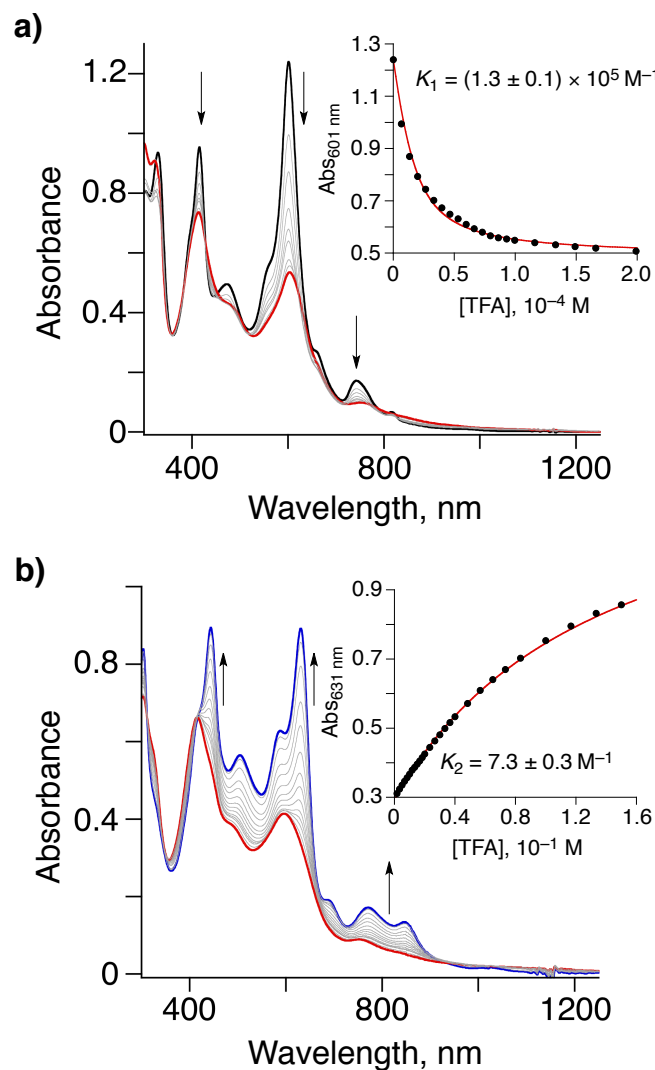 a)
Absorbance
1.2
0.8
0.4
0
400
800
1200
Wavelength, nm
Abs601 nm
1.3
1.1
0.9
0.7
0.5
K1 = (1.3 ± 0.1) × 10⁵ M⁻¹
0
0.5
1.0
1.5
2.0
[TFA], 10⁻⁴ M
b)
Absorbance
0.8
0.4
0
400
800
1200
Wavelength, nm
Abs631 nm
0.9
0.7
0.5
0.3
K2 = 7.3 ± 0.3 M⁻¹
0
0.4
0.8
1.2
1.6
[TFA], 10⁻¹ M